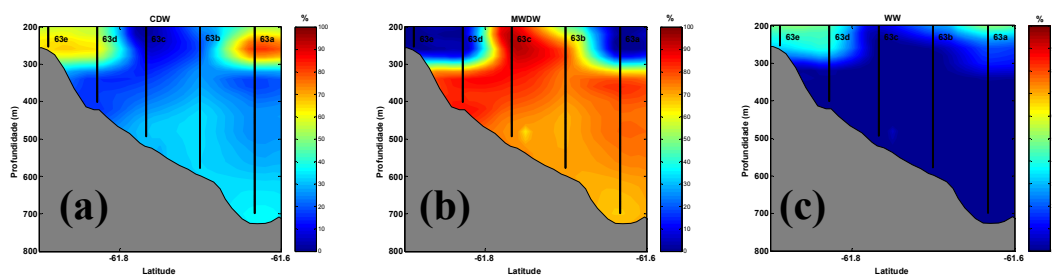 CDW
%
63e
63d
63c
63b
63a
200
300
400
500
600
700
800
Profundidade (m)
-61.8
-61.6
Latitude
100
90
80
70
60
50
40
30
20
10
0
(a)
MWDW
%
63d
63c
63b
63a
200
300
400
500
600
700
800
Profundidade (m)
-61.8
-61.6
Latitude
100
90
80
70
60
50
40
30
20
10
0
(b)
WW
%
63e
63d
63c
63b
63a
200
300
400
500
600
700
800
Profundidade (m)
-61.8
-61.6
Latitude
(c)